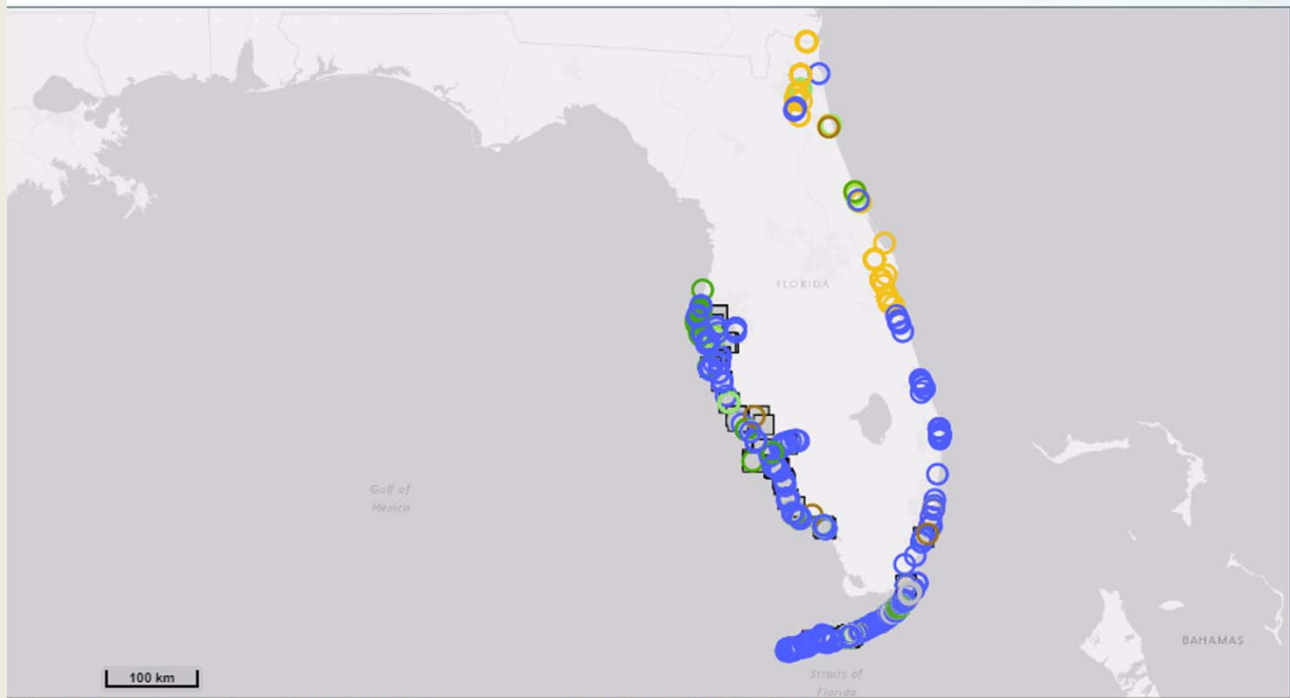 FLORIDA
Gulf of
Mexico
BAHAMAS
100 km
Straits of
Florida